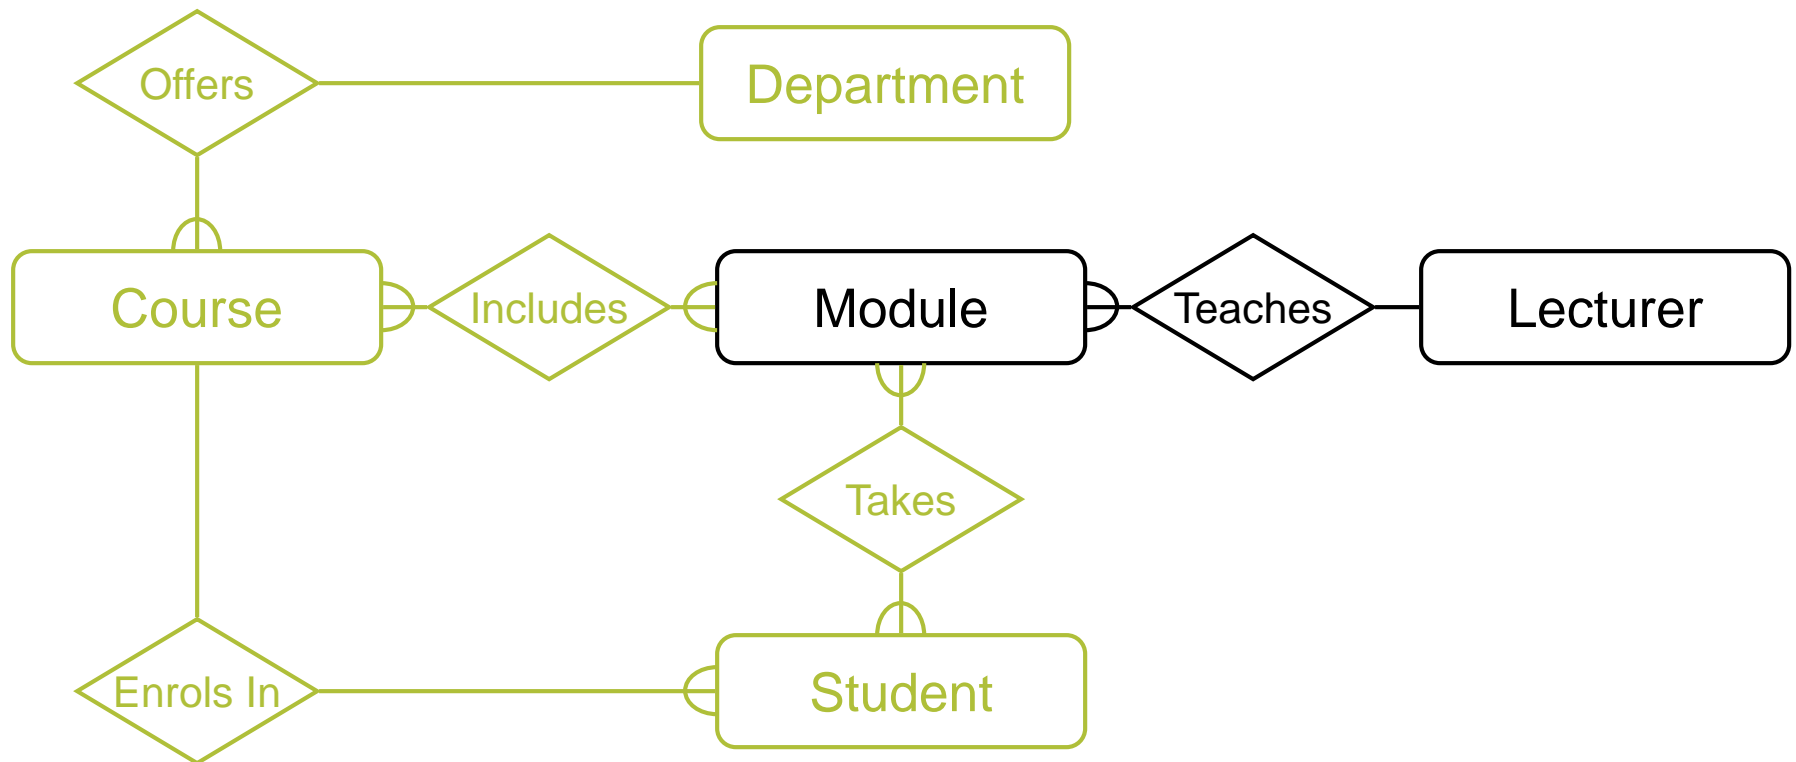 Offers
Department
Course
Includes
Module
Teaches
Lecturer
Takes
Enrols In
Student